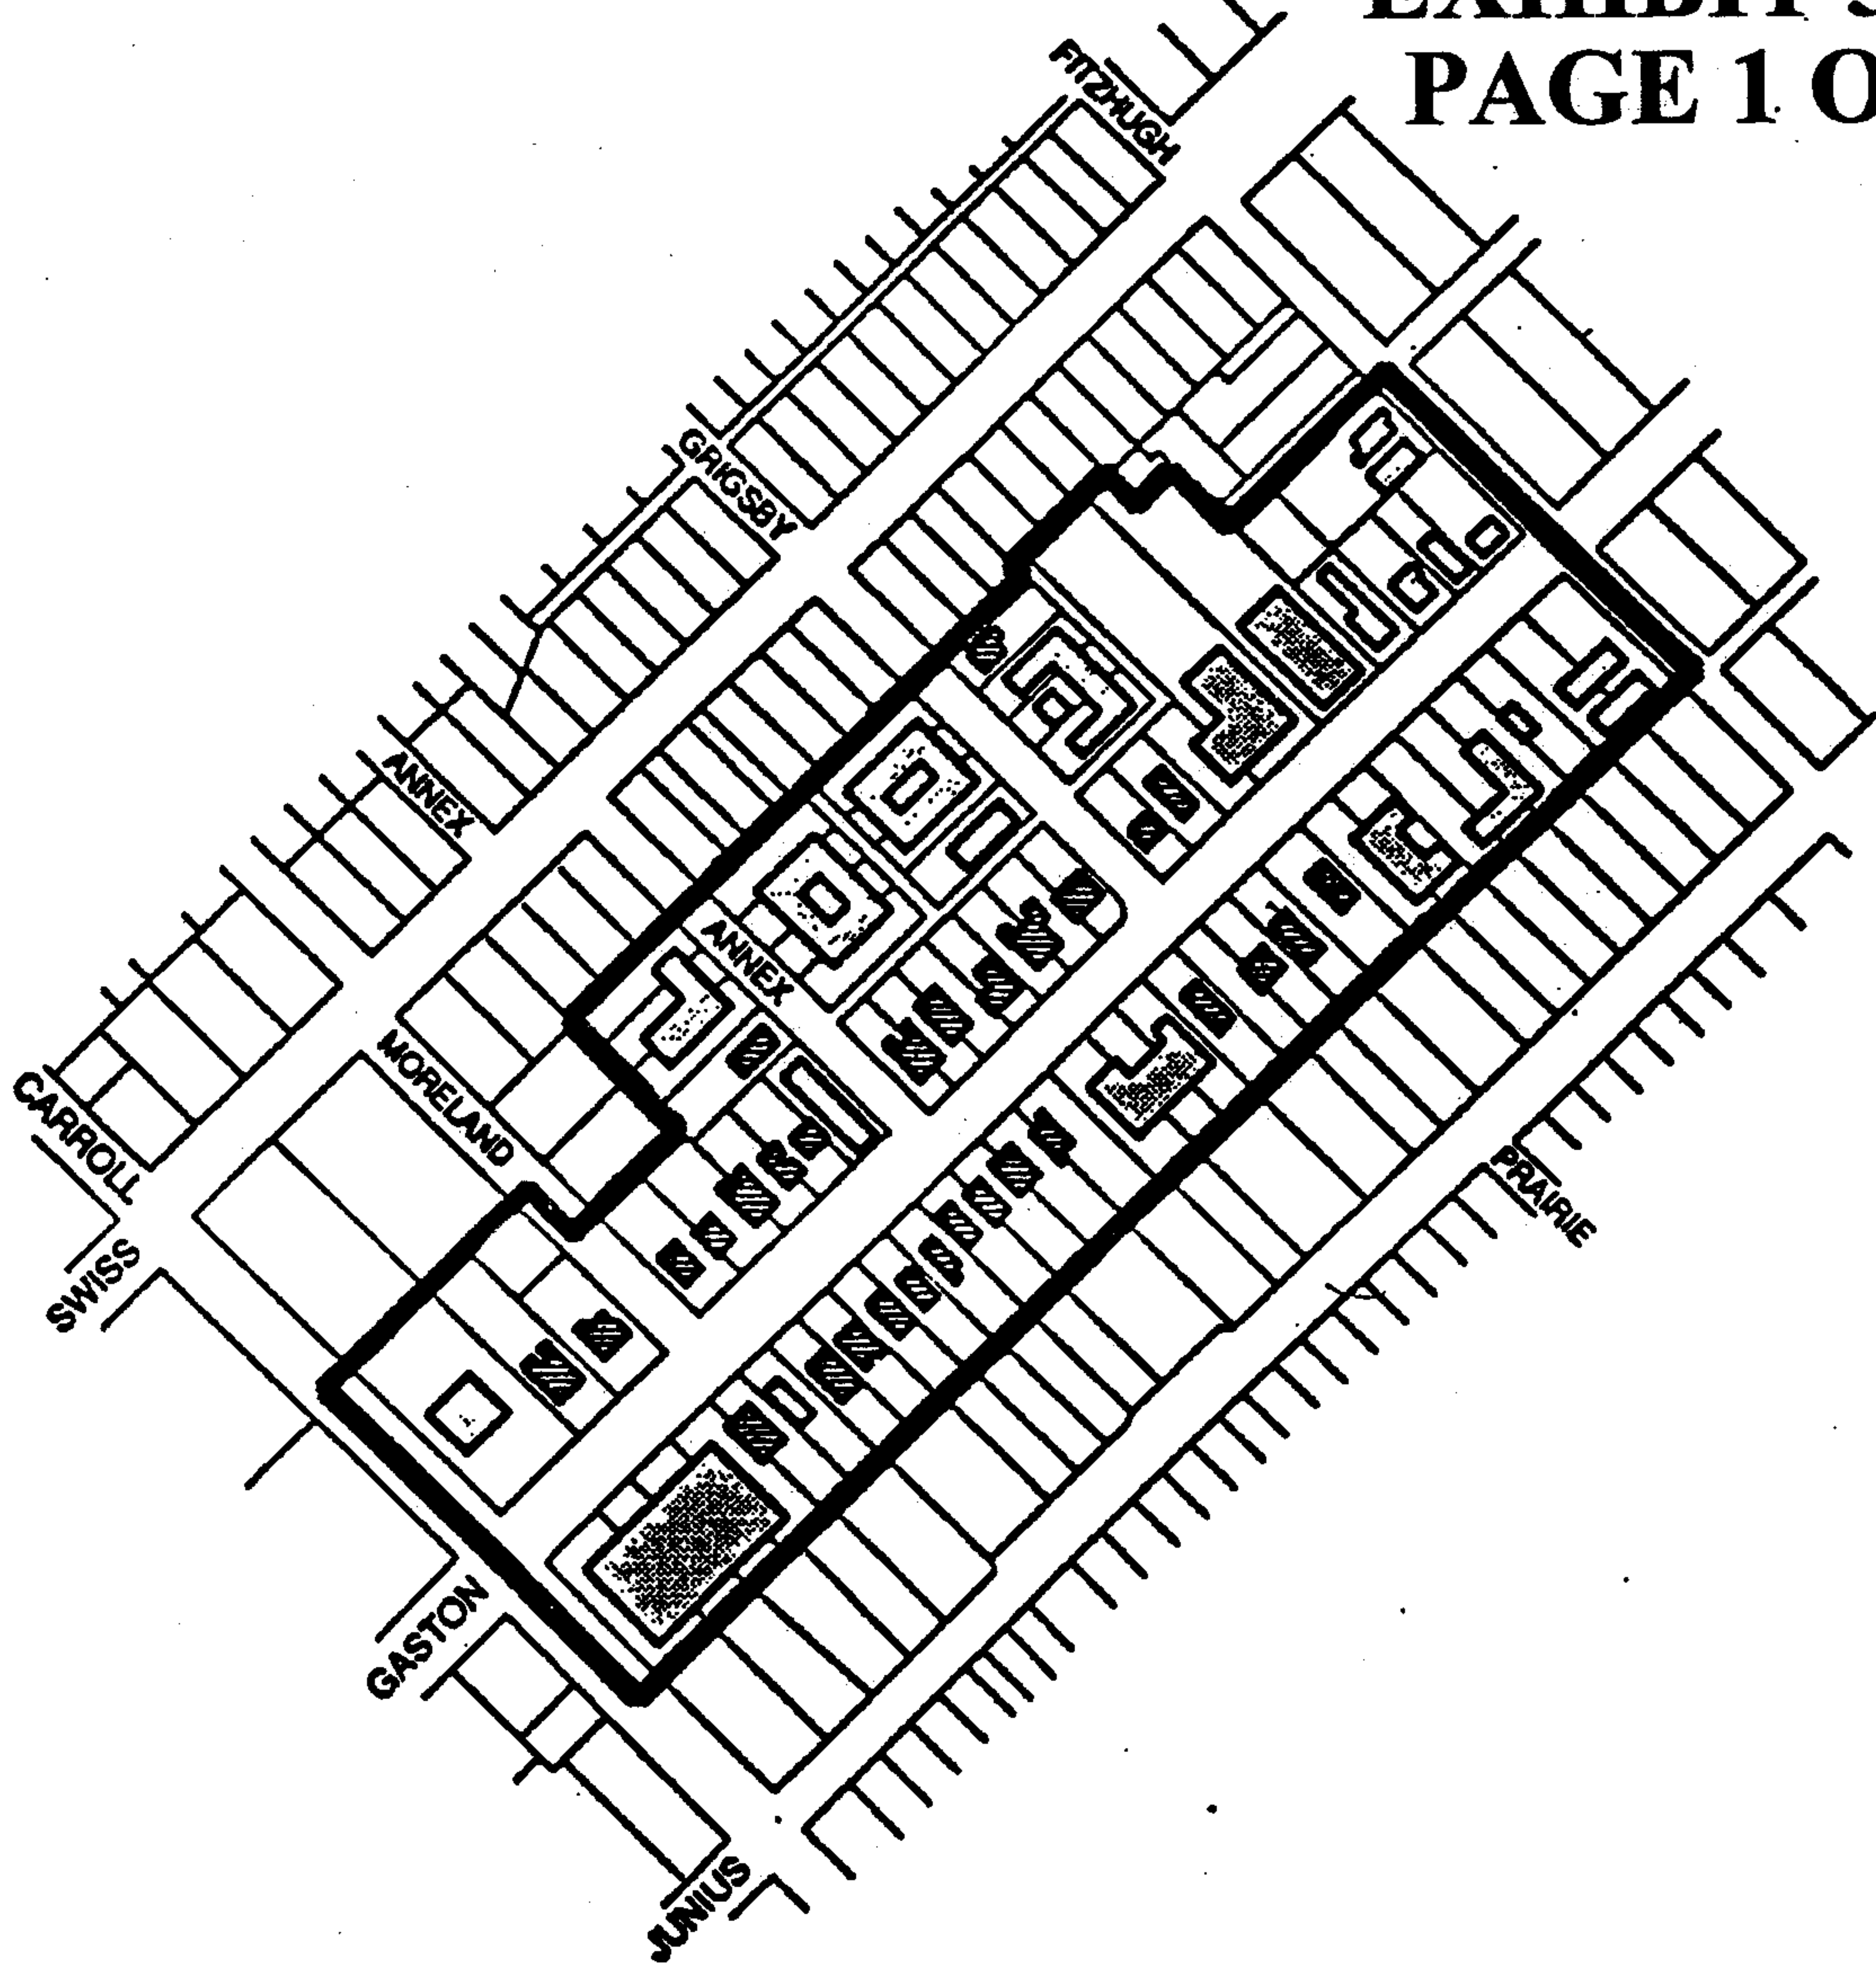 PAGE 1 O
FITZHUGH
GRIGSBY
ANNEX
ANNEX
MORELAND
CARROLL
SWISS
PRAIRIE
GASTON
JUNIUS